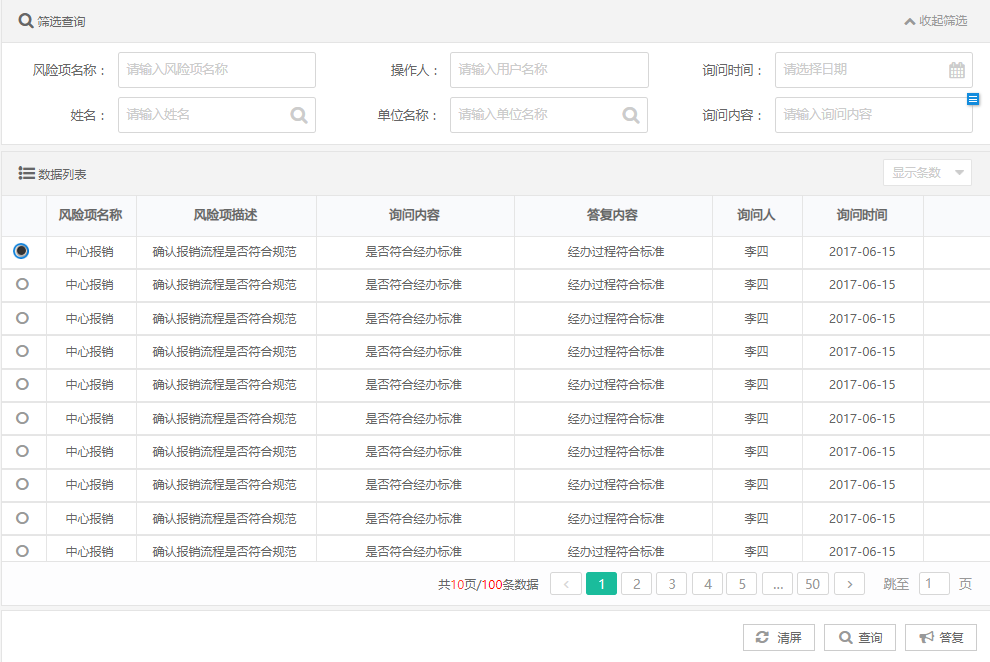 筛选查询 收起筛选
风险项名称： 请输入风险项名称 操作人： 请输入用户名称 询问时间： 请选择日期
姓名： 请输入姓名 单位名称： 请输入单位名称 询问内容： 请输入询问内容
数据列表 显示条数
风险项名称 风险项描述 询问内容 答复内容 询问人 询问时间
中心报销 确认报销流程是否符合规范 是否符合经办标准 经办过程符合标准 李四 2017-06-15
中心报销 确认报销流程是否符合规范 是否符合经办标准 经办过程符合标准 李四 2017-06-15
中心报销 确认报销流程是否符合规范 是否符合经办标准 经办过程符合标准 李四 2017-06-15
中心报销 确认报销流程是否符合规范 是否符合经办标准 经办过程符合标准 李四 2017-06-15
中心报销 确认报销流程是否符合规范 是否符合经办标准 经办过程符合标准 李四 2017-06-15
中心报销 确认报销流程是否符合规范 是否符合经办标准 经办过程符合标准 李四 2017-06-15
中心报销 确认报销流程是否符合规范 是否符合经办标准 经办过程符合标准 李四 2017-06-15
中心报销 确认报销流程是否符合规范 是否符合经办标准 经办过程符合标准 李四 2017-06-15
中心报销 确认报销流程是否符合规范 是否符合经办标准 经办过程符合标准 李四 2017-06-15
中心报销 确认报销流程是否符合规范 是否符合经办标准 经办过程符合标准 李四 2017-06-15
共10页/100条数据 < 1 2 3 4 5 ... 50 > 跳至 1 页
清屏 查询 答复